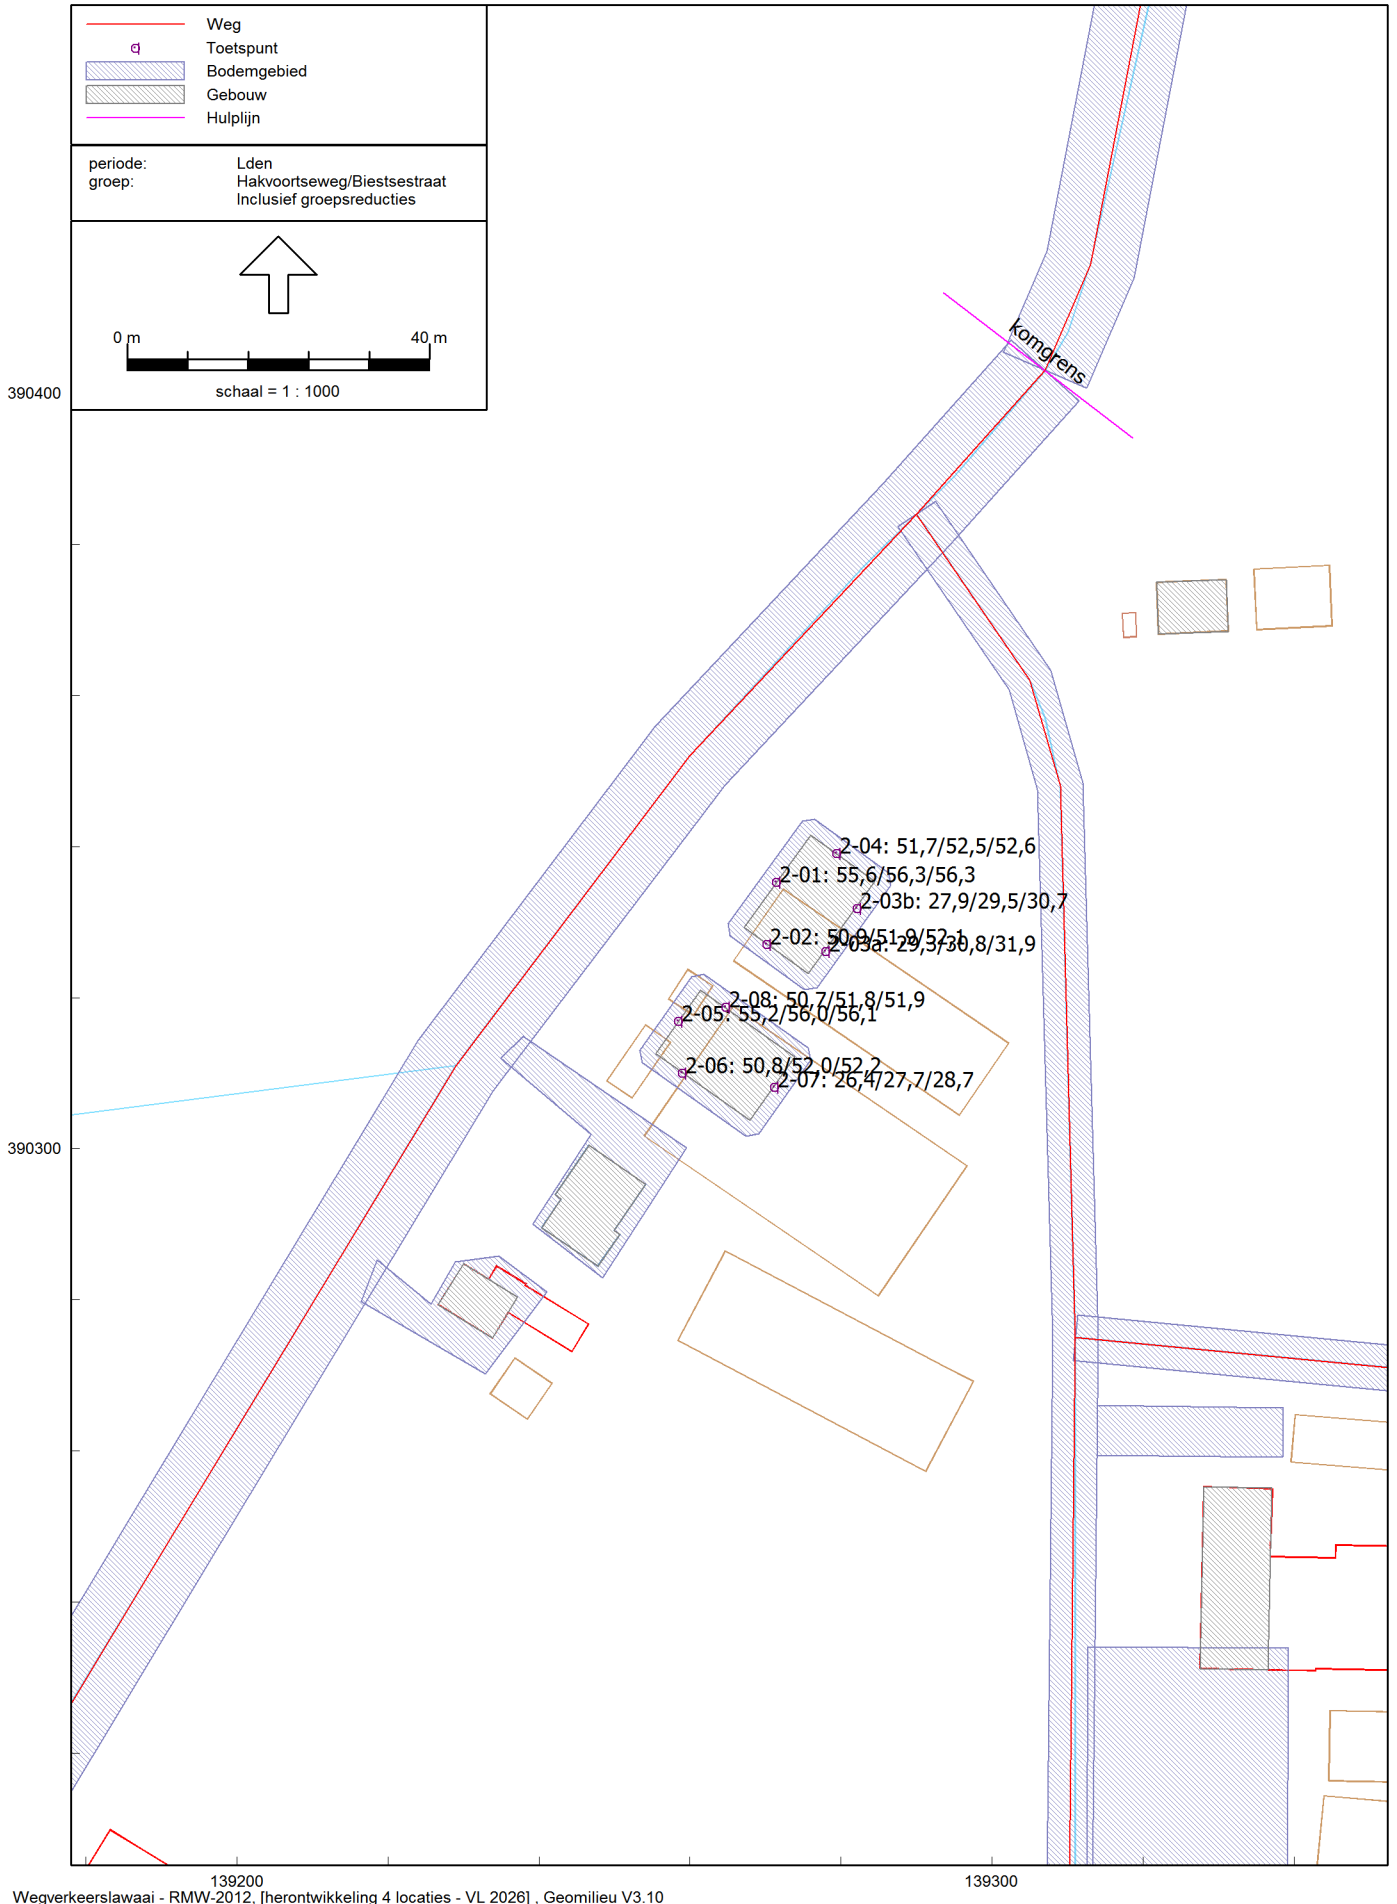 Weg
Toetspunt
Bodemgebied
Gebouw
Hulplijn
periode: Lden
groep: Hakvoortseweg/Biestsestraat
Inclusief groepsreducties
0 m 40 m
schaal = 1 : 1000
390400
komgrens
2-04: 51,7/52,5/52,6
2-01: 55,6/56,3/56,3
2-03b: 27,9/29,5/30,7
2-02: 50,9/51,9/52,1
2-03a: 29,3/30,8/31,9
2-08: 50,7/51,8/51,9
2-05: 55,2/56,0/56,1
2-06: 50,8/52,0/52,2
2-07: 26,4/27,7/28,7
390300
139200 139300
Wegverkeerslawaai - RMW-2012, [herontwikkeling 4 locaties - VL 2026] , Geomilieu V3.10